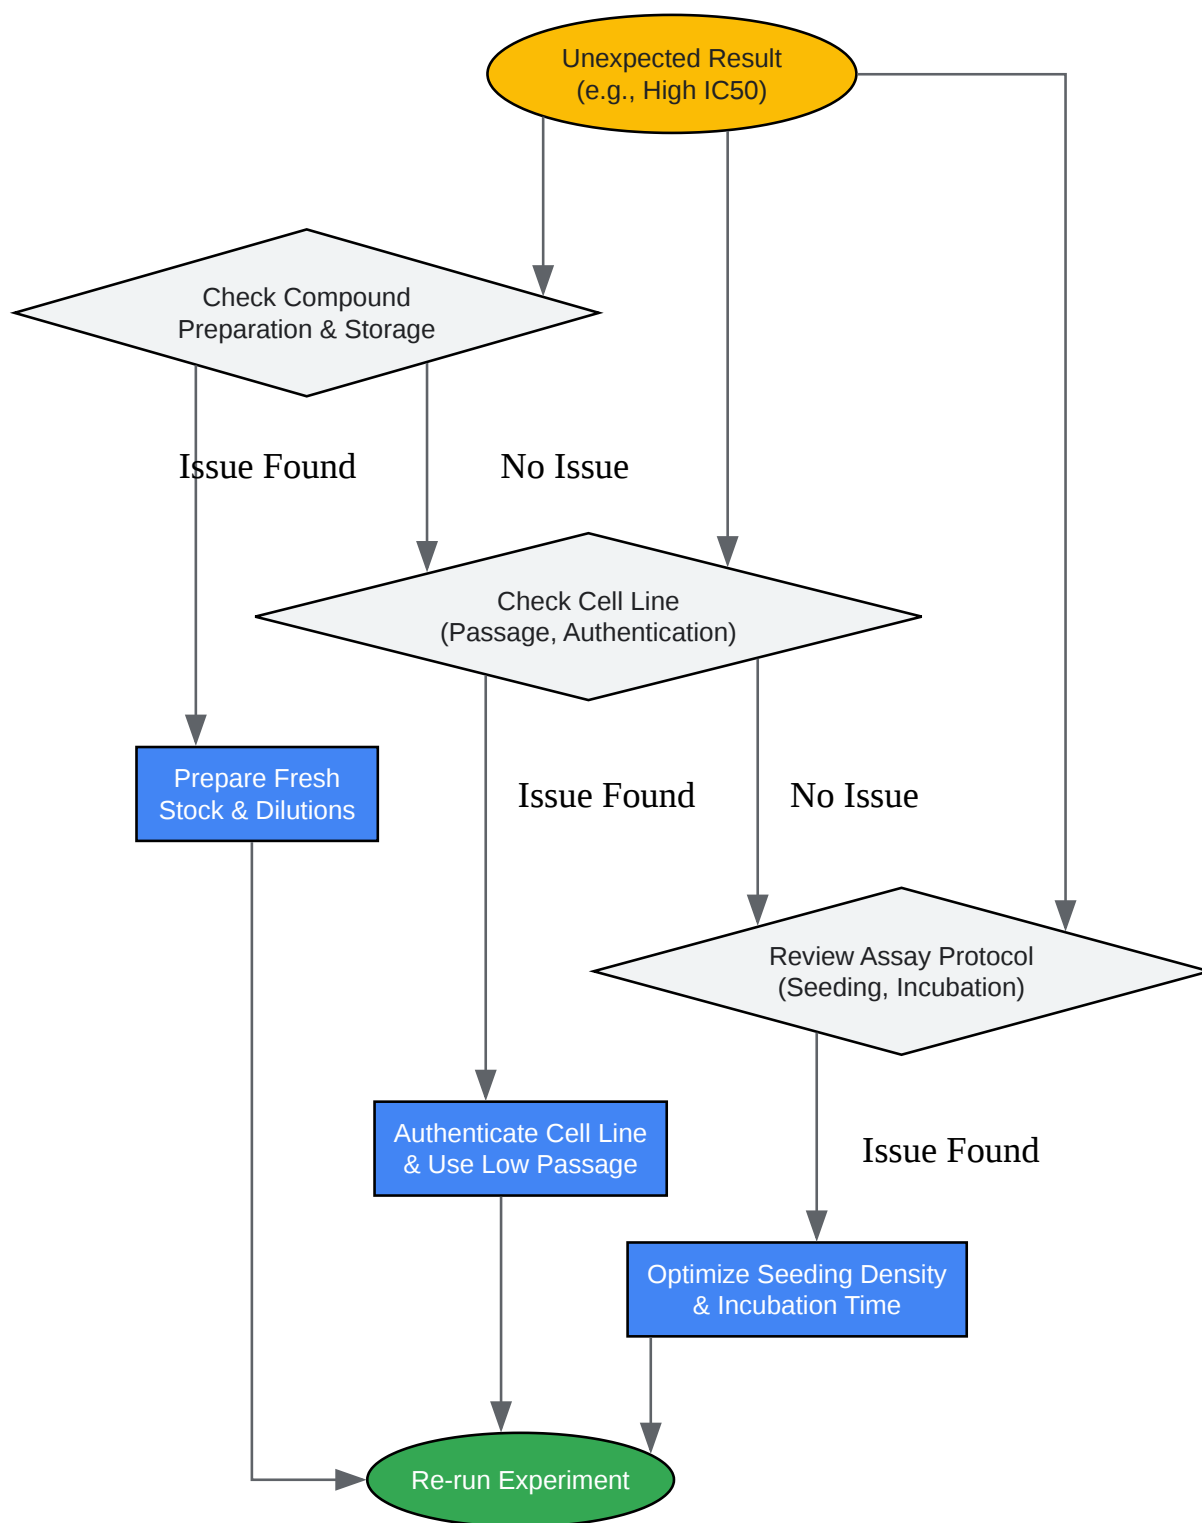 Unexpected Result
(e.g., High IC50)
Check Compound
Preparation & Storage
Issue Found
No Issue
Check Cell Line
(Passage, Authentication)
Prepare Fresh
Stock & Dilutions
Issue Found
No Issue
Review Assay Protocol
(Seeding, Incubation)
Authenticate Cell Line
& Use Low Passage
Issue Found
Optimize Seeding Density
& Incubation Time
Re-run Experiment